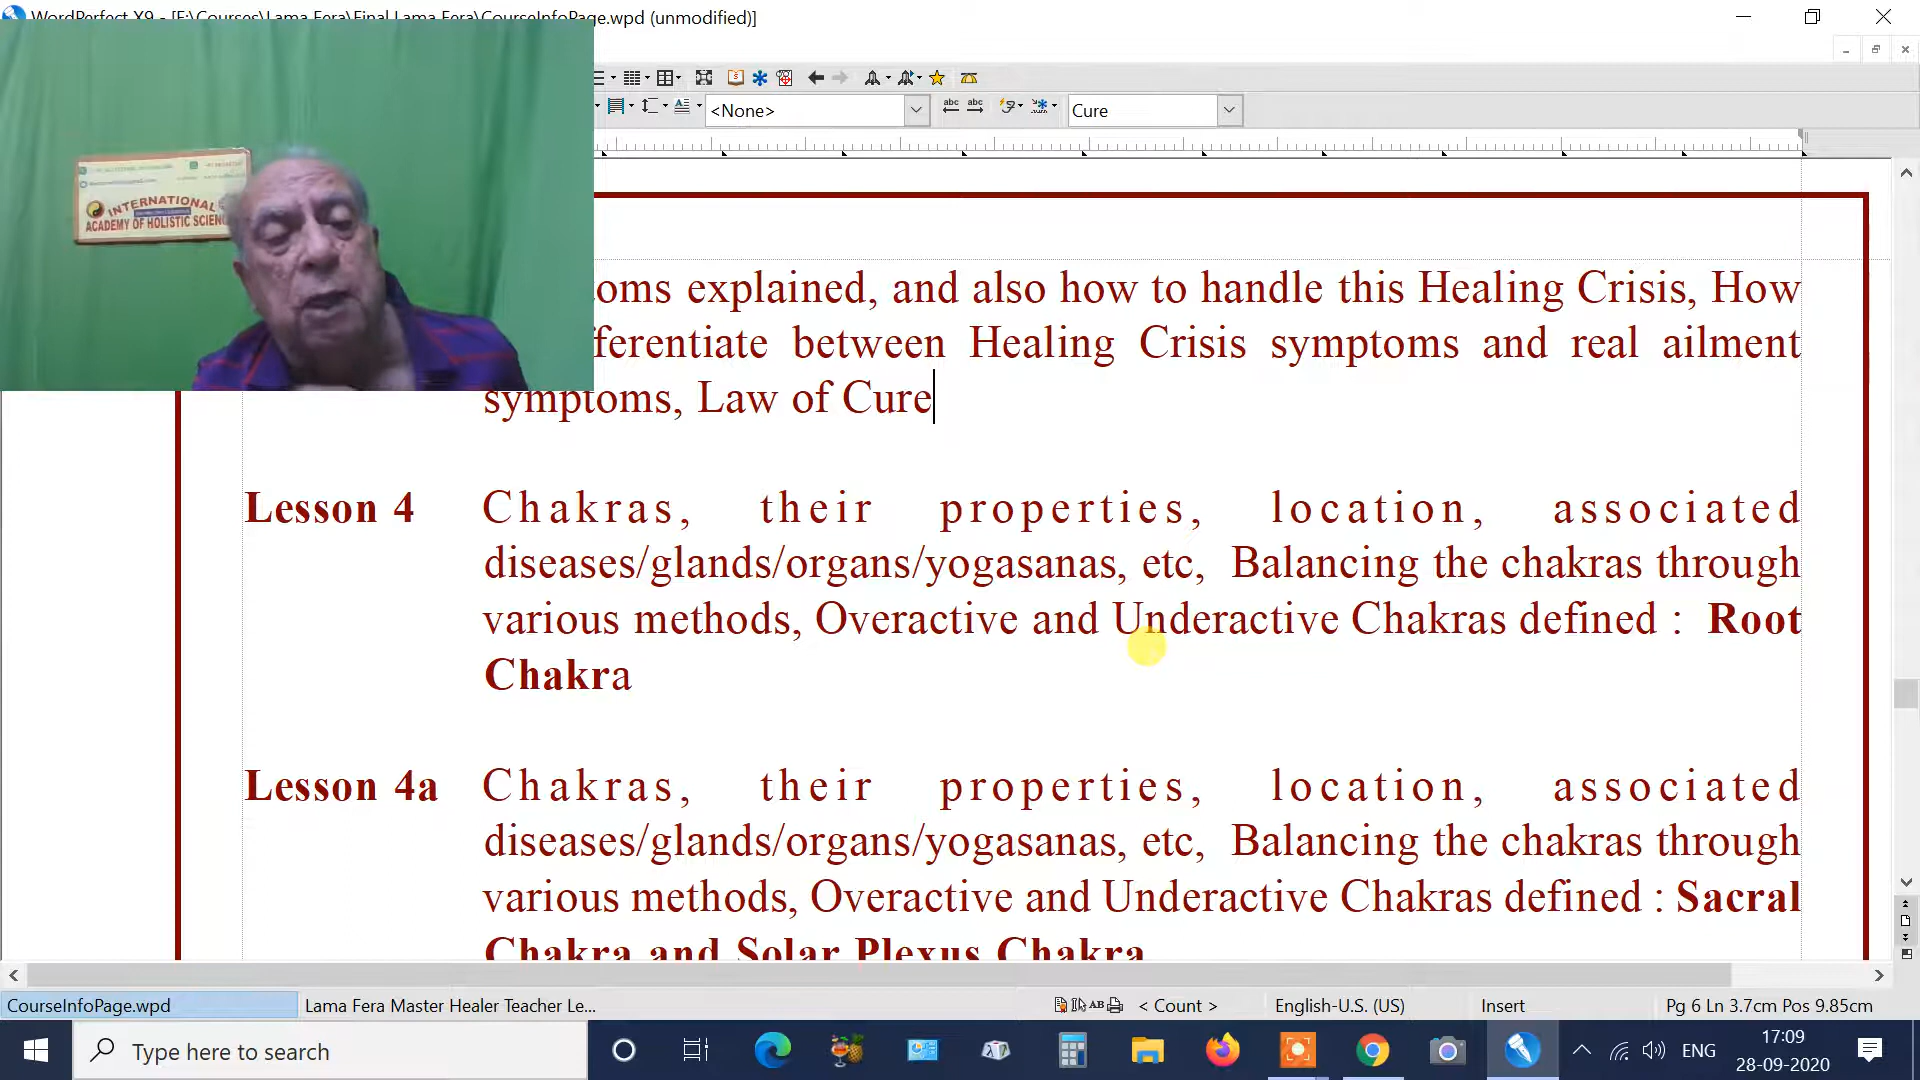 WordPerfect X9 - [F:\Courses\Lama Fera\Final Lama Fera\CourseInfoPage.wpd (unmodified)]
<None>
Cure
INTERNATIONAL
ACADEMY OF HOLISTIC SCIENC
oms explained, and also how to handle this Healing Crisis, How
fferentiate between Healing Crisis symptoms and real ailment
symptoms, Law of Cure
Lesson 4 Chakras, their properties, location, associated
diseases/glands/organs/yogasanas, etc, Balancing the chakras through
various methods, Overactive and Underactive Chakras defined : Root
Chakra
Lesson 4a Chakras, their properties, location, associated
diseases/glands/organs/yogasanas, etc, Balancing the chakras through
various methods, Overactive and Underactive Chakras defined : Sacral
Chakra and Solar Plexus Chakra
CourseInfoPage.wpd Lama Fera Master Healer Teacher Le... AB < Count > English-U.S. (US) Insert Pg 6 Ln 3.7cm Pos 9.85cm
Type here to search ENG 17:09
28-09-2020